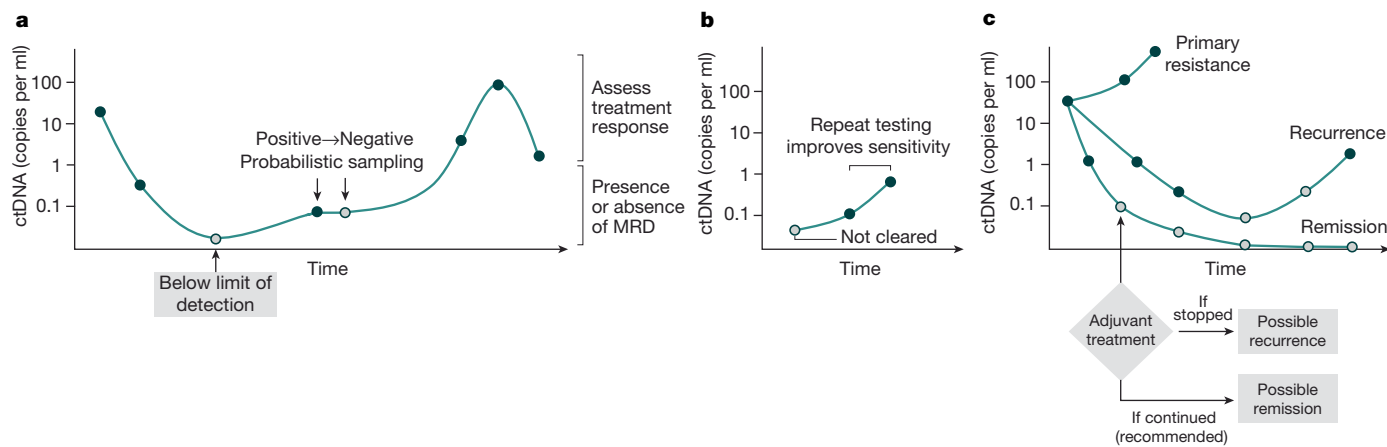 a
ctDNA (copies per ml)
100
10
1
0.1
Positive→Negative
Probabilistic sampling
Assess
treatment
response
Presence
or absence
of MRD
Time
Below limit of
detection
b
ctDNA (copies per ml)
100
10
1
0.1
Repeat testing
improves sensitivity
Not cleared
Time
c
ctDNA (copies per ml)
100
10
1
0.1
Primary
resistance
Recurrence
Remission
Time
Adjuvant
treatment
If
stopped
Possible
recurrence
If continued
(recommended)
Possible
remission